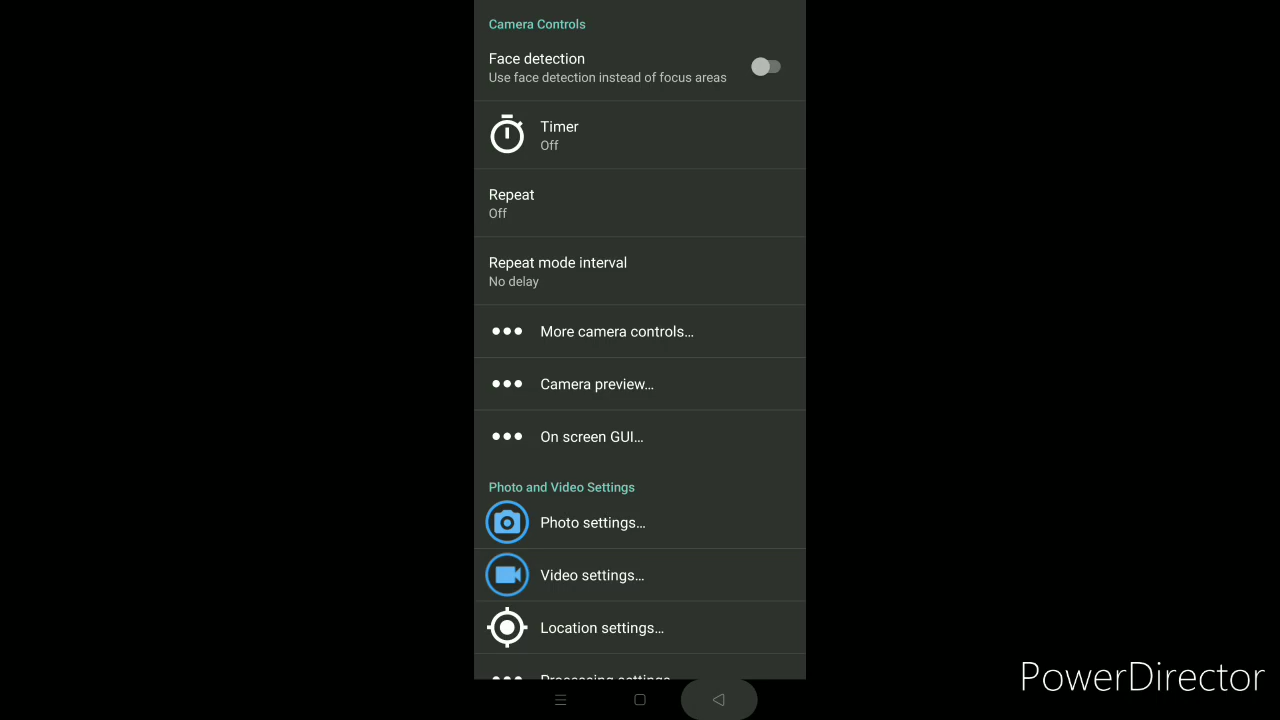 Camera Controls
Face detection
Use face detection instead of focus areas
Timer
Off
Repeat
Off
Repeat mode interval
No delay
More camera controls...
Camera preview...
On screen GUI...
Photo and Video Settings
Photo settings...
Video settings...
Location settings...
Processing settings
PowerDirector